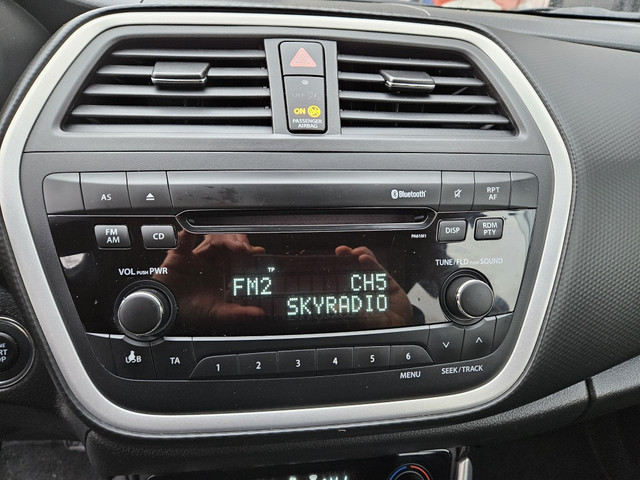 ON
PASSENGER
AIRBAG
AS
Bluetooth
RPT
AF
FM
AM
CD
PA61M1
DISP
RDM
PTY
VOL PUSH PWR
TUNE/FLD PUSH SOUND
TP
FM2 CH5
SKYRADIO
USB
TA
1 2 3 4 5 6
MENU
SEEK/TRACK